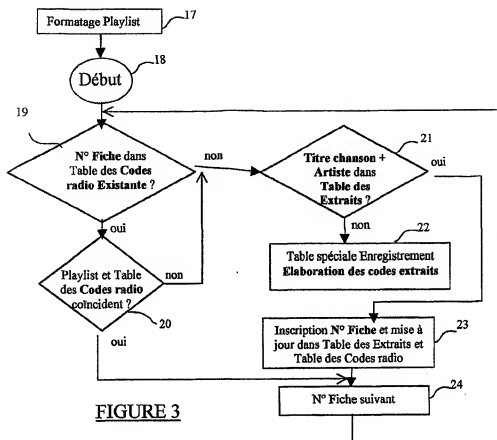 Formatage Playlist
17
18
Début
19
N° Fiche dans
Table des Codes
radio Existante ?
non
21
Titre chanson +
Artiste dans
Table des
Extraits ?
oui
oui
non
22
Table spéciale Enregistrement
Elaboration des codes extraits
Playlist et Table
des Codes radio
coïncident ?
non
20
oui
Inscription N° Fiche et mise à
jour dans Table des Extraits et
Table des Codes radio
23
N° Fiche suivant
24
FIGURE 3